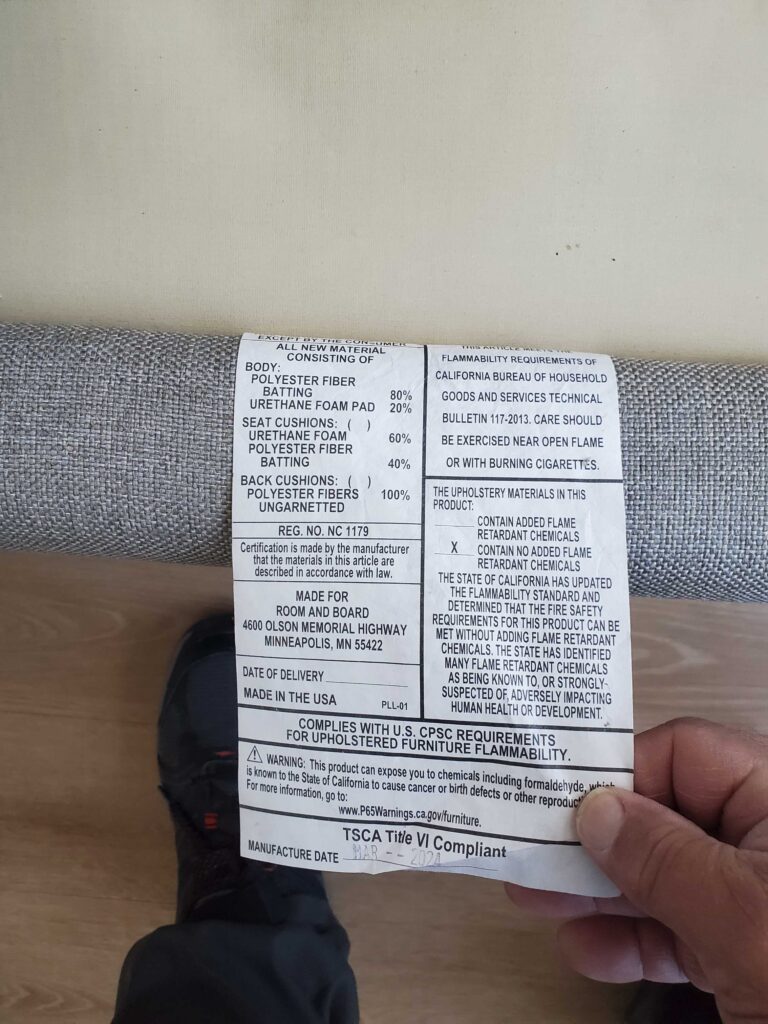 EXCEPT BY THE CONSUMER
ALL NEW MATERIAL
CONSISTING OF
BODY:
POLYESTER FIBER
BATTING 80%
URETHANE FOAM PAD 20%
SEAT CUSHIONS: ( )
URETHANE FOAM 60%
POLYESTER FIBER
BATTING 40%
BACK CUSHIONS: ( )
POLYESTER FIBERS 100%
UNGARNETTED
REG. NO. NC 1179
Certification is made by the manufacturer
that the materials in this article are
described in accordance with law.
MADE FOR
ROOM AND BOARD
4600 OLSON MEMORIAL HIGHWAY
MINNEAPOLIS, MN 55422
DATE OF DELIVERY
MADE IN THE USA PLL-01
THIS ARTICLE MEETS THE
FLAMMABILITY REQUIREMENTS OF
CALIFORNIA BUREAU OF HOUSEHOLD
GOODS AND SERVICES TECHNICAL
BULLETIN 117-2013. CARE SHOULD
BE EXERCISED NEAR OPEN FLAME
OR WITH BURNING CIGARETTES.
THE UPHOLSTERY MATERIALS IN THIS
PRODUCT:
CONTAIN ADDED FLAME
RETARDANT CHEMICALS
X CONTAIN NO ADDED FLAME
RETARDANT CHEMICALS
THE STATE OF CALIFORNIA HAS UPDATED
THE FLAMMABILITY STANDARD AND
DETERMINED THAT THE FIRE SAFETY
REQUIREMENTS FOR THIS PRODUCT CAN BE
MET WITHOUT ADDING FLAME RETARDANT
CHEMICALS. THE STATE HAS IDENTIFIED
MANY FLAME RETARDANT CHEMICALS
AS BEING KNOWN TO, OR STRONGLY-
SUSPECTED OF, ADVERSELY IMPACTING
HUMAN HEALTH OR DEVELOPMENT.
COMPLIES WITH U.S. CPSC REQUIREMENTS
FOR UPHOLSTERED FURNITURE FLAMMABILITY.
WARNING: This product can expose you to chemicals including formaldehyde, which
is known to the State of California to cause cancer or birth defects or other reproduc
For more information, go to:
www.P65Warnings.ca.gov/furniture.
TSCA Title VI Compliant
MANUFACTURE DATE MAR -- 2024